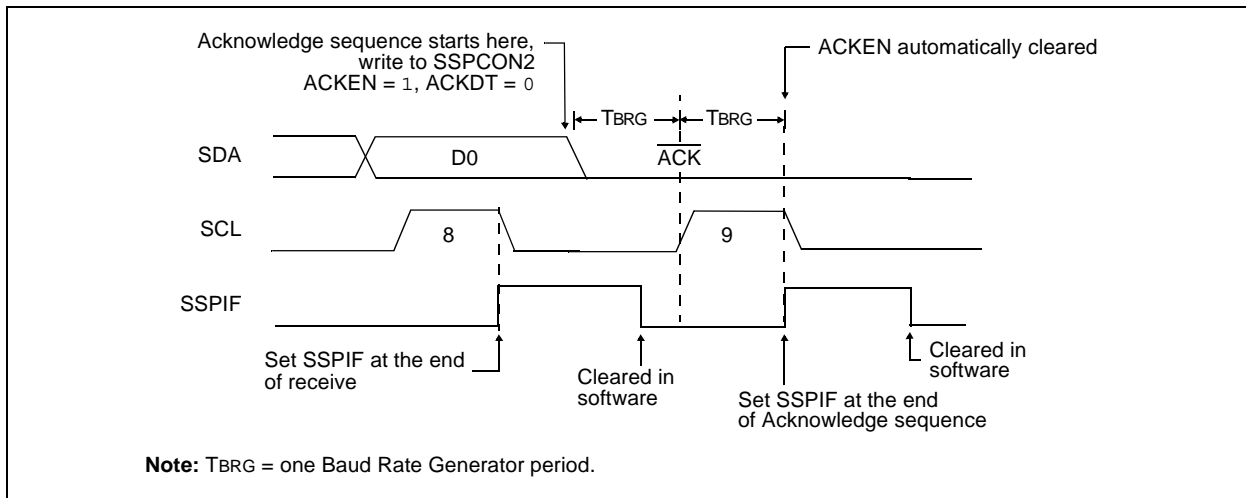 Acknowledge sequence starts here,
write to SSPCON2
ACKEN = 1, ACKDT = 0
ACKEN automatically cleared
TBRG
TBRG
SDA
D0
ACK
SCL
8
9
SSPIF
Set SSPIF at the end
of receive
Cleared in
software
Set SSPIF at the end
of Acknowledge sequence
Cleared in
software
Note: TBRG = one Baud Rate Generator period.